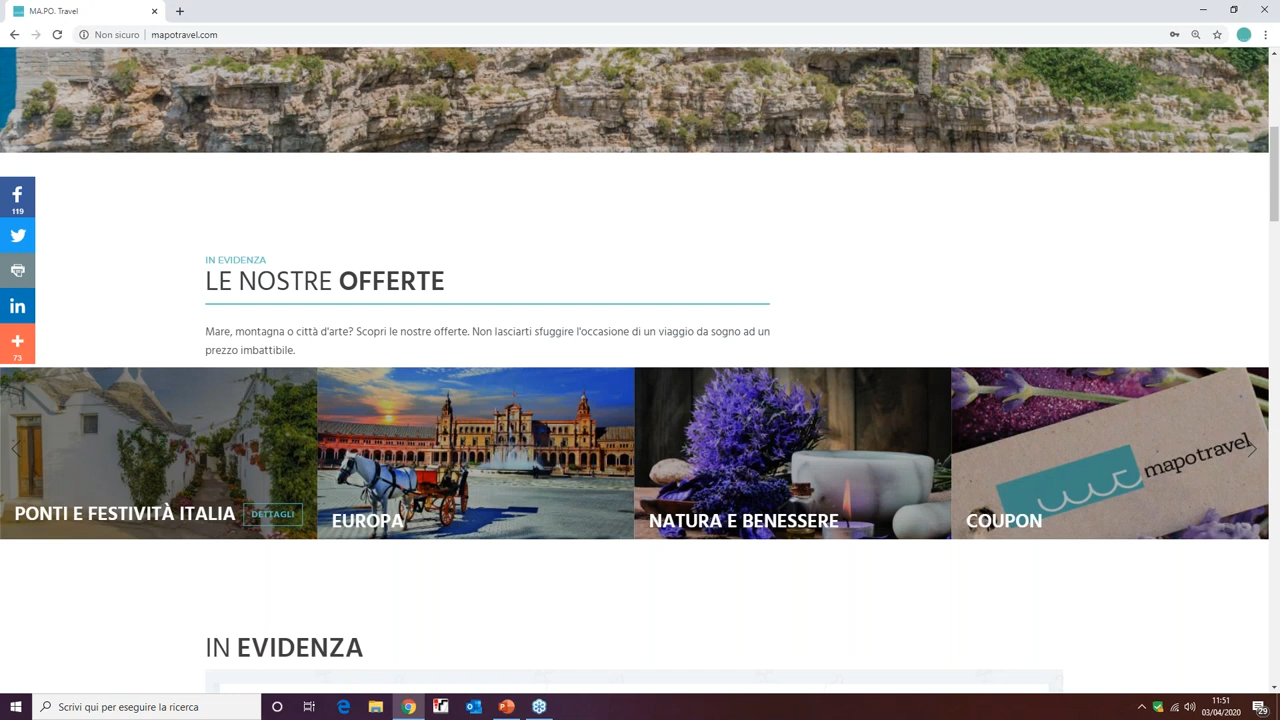 MA.PO. Travel
Non sicuro
mapotravel.com
119
73
IN EVIDENZA
LE NOSTRE OFFERTE
Mare, montagna o città d'arte? Scopri le nostre offerte. Non lasciarti sfuggire l'occasione di un viaggio da sogno ad un
prezzo imbattibile.
PONTI E FESTIVITÀ ITALIA
DETTAGLI
EUROPA
NATURA E BENESSERE
mapotravel
COUPON
IN EVIDENZA
Scrivi qui per eseguire la ricerca
11:51
03/04/2020
29